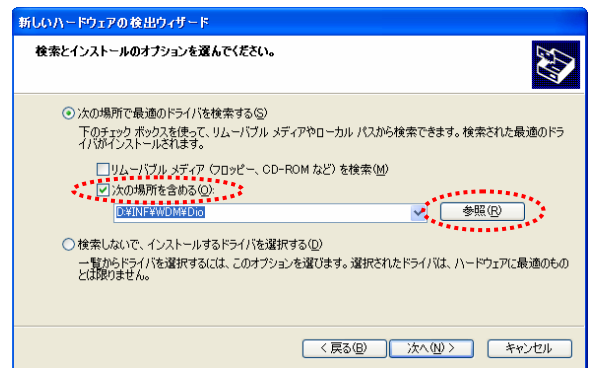 新しいハードウェアの検出ウィザード
検索とインストールのオプションを選んでください。
次の場所で最適のドライバを検索する(S)
下のチェック ボックスを使って、リムーバブル メディアやローカル パスから検索できます。検索された最適のドラ
イバがインストールされます。
リムーバブル メディア (フロッピー、CD-ROM など) を検索(M)
次の場所を含める(O):
D:¥INF¥WDM¥Dio
参照(R)
検索しないで、インストールするドライバを選択する(D)
一覧からドライバを選択するには、このオプションを選びます。選択されたドライバは、ハードウェアに最適のもの
とは限りません。
< 戻る(B) 次へ(N) > キャンセル